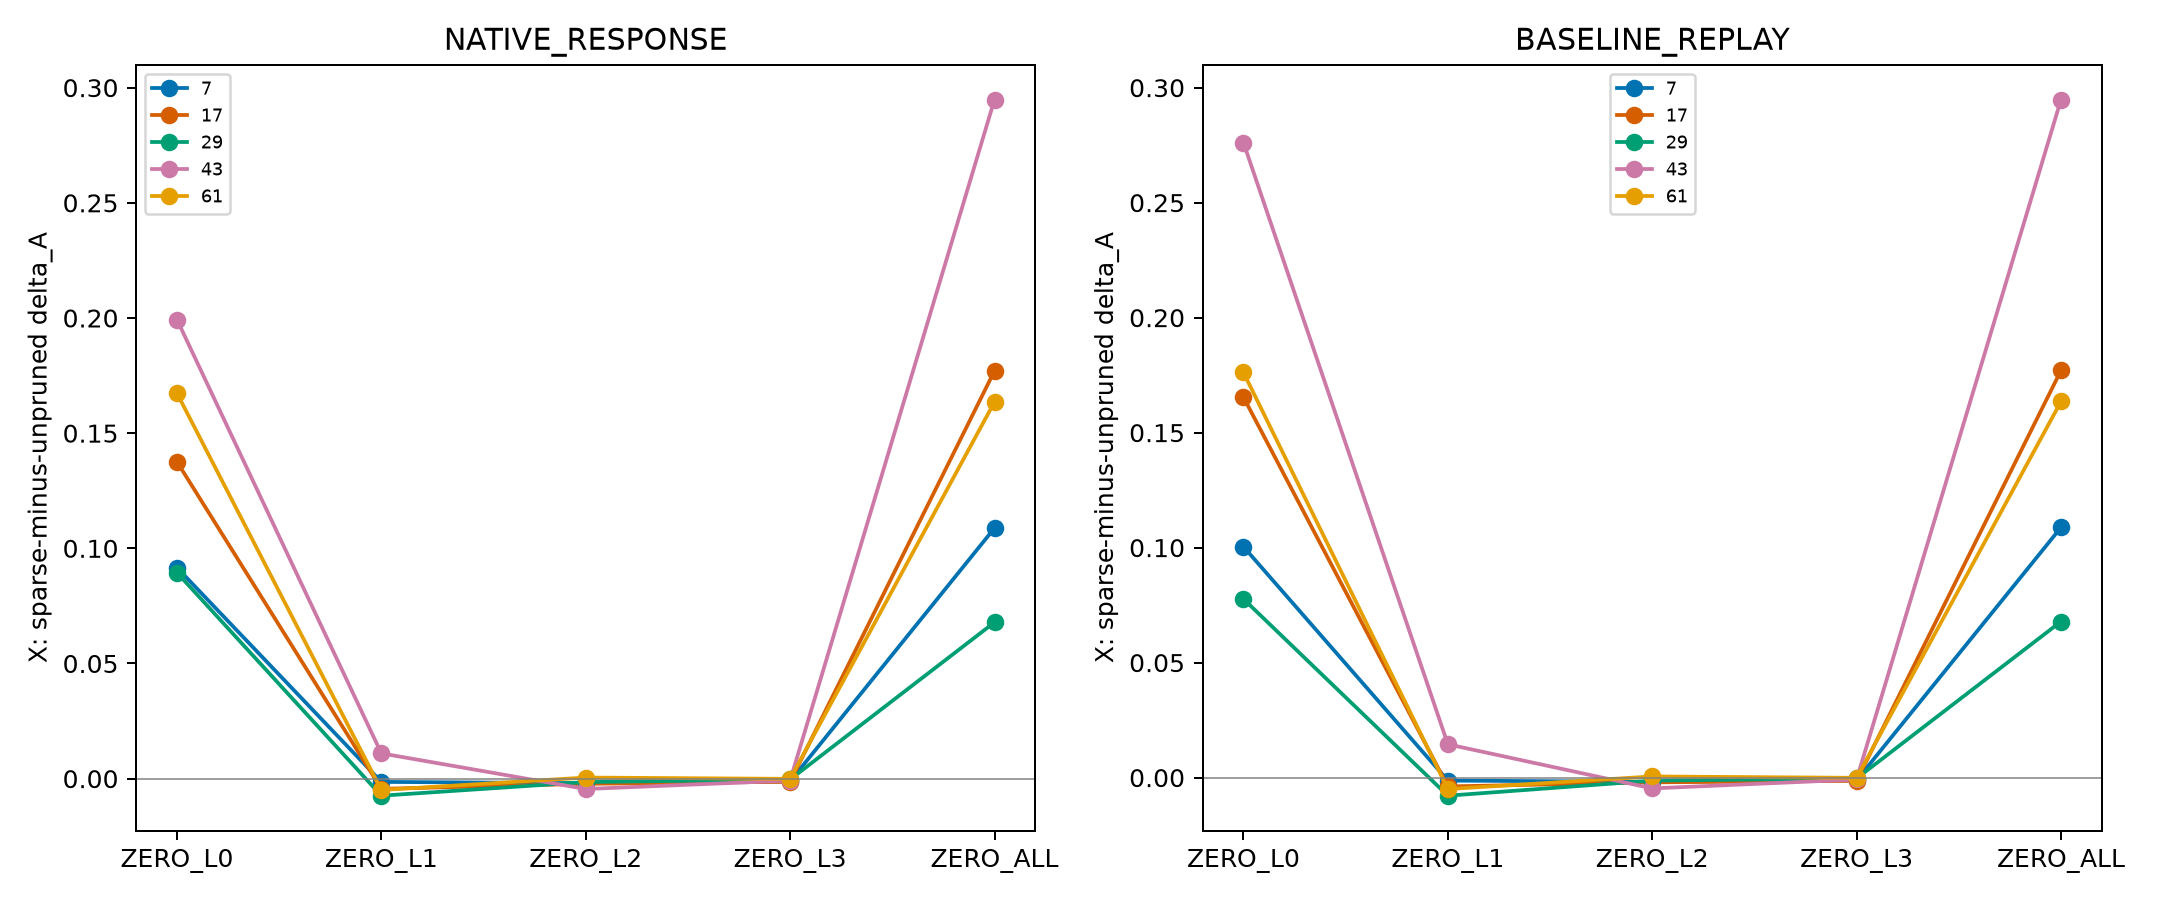 NATIVE_RESPONSE
X: sparse-minus-unpruned delta_A
0.30
0.25
0.20
0.15
0.10
0.05
0.00
7
17
29
43
61
ZERO_L0
ZERO_L1
ZERO_L2
ZERO_L3
ZERO_ALL
BASELINE_REPLAY
X: sparse-minus-unpruned delta_A
0.30
0.25
0.20
0.15
0.10
0.05
0.00
7
17
29
43
61
ZERO_L0
ZERO_L1
ZERO_L2
ZERO_L3
ZERO_ALL